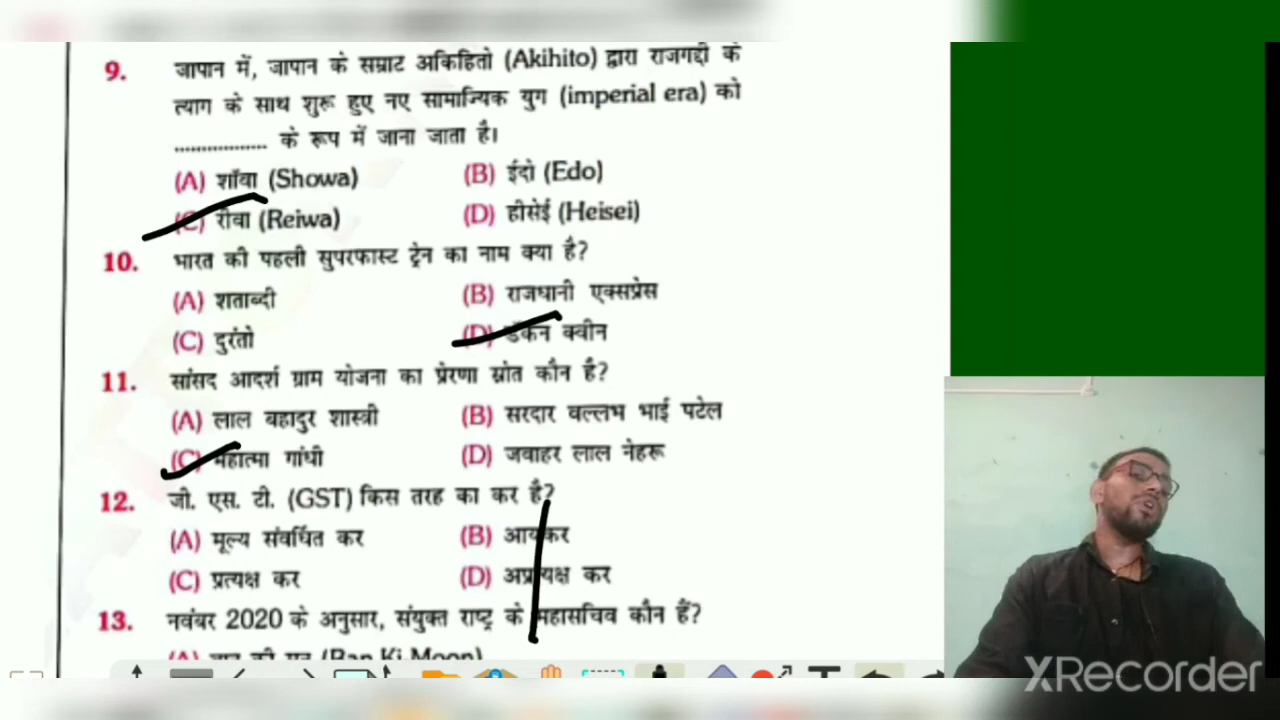 9. जापान में, जापान के सम्राट अकिहितो (Akihito) द्वारा राजगद्दी के
त्याग के साथ शुरू हुए नए सामाज्यिक युग (imperial era) को
.................. के रूप में जाना जाता है।
(A) शॉवा (Showa) (B) ईदो (Edo)
(C) रीवा (Reiwa) (D) हीसेई (Heisei)
10. भारत की पहली सुपरफास्ट ट्रेन का नाम क्या है?
(A) शताब्दी (B) राजधानी एक्सप्रेस
(C) दुरंतो (D) डेक्कन क्वीन
11. सांसद आदर्श ग्राम योजना का प्रेरणा स्रोत कौन है?
(A) लाल बहादुर शास्त्री (B) सरदार वल्लभ भाई पटेल
(C) महात्मा गांधी (D) जवाहर लाल नेहरू
12. जी. एस. टी. (GST) किस तरह का कर है?
(A) मूल्य संवर्धित कर (B) आयकर
(C) प्रत्यक्ष कर (D) अप्रत्यक्ष कर
13. नवंबर 2020 के अनुसार, संयुक्त राष्ट्र के महासचिव कौन हैं?
(A) बान की मून (Ban Ki Moon)
XRecorder